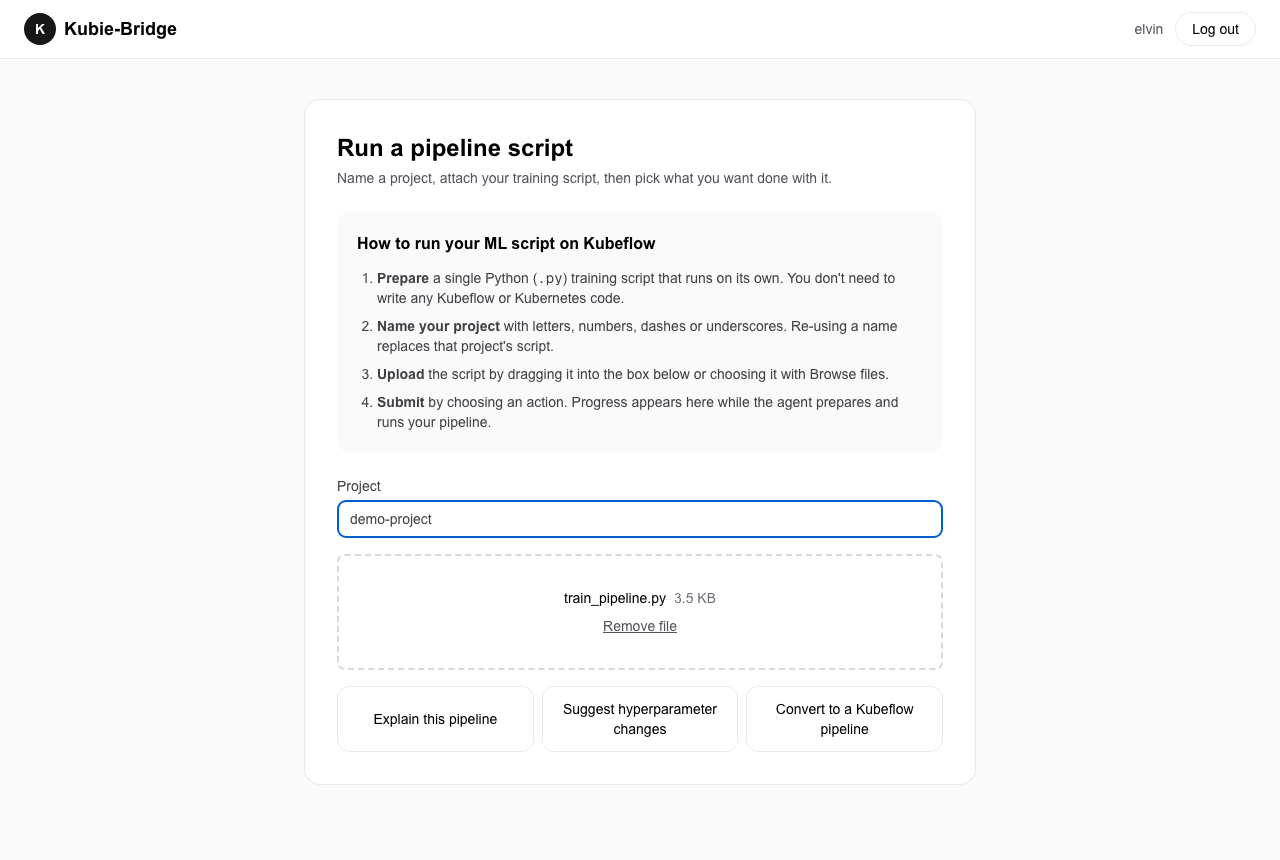 K Kubie-Bridge
elvin
Log out
Run a pipeline script
Name a project, attach your training script, then pick what you want done with it.
How to run your ML script on Kubeflow
1. Prepare a single Python (.py) training script that runs on its own. You don't need to
write any Kubeflow or Kubernetes code.
2. Name your project with letters, numbers, dashes or underscores. Re-using a name
replaces that project's script.
3. Upload the script by dragging it into the box below or choosing it with Browse files.
4. Submit by choosing an action. Progress appears here while the agent prepares and
runs your pipeline.
Project
demo-project
train_pipeline.py 3.5 KB
Remove file
Explain this pipeline
Suggest hyperparameter
changes
Convert to a Kubeflow
pipeline